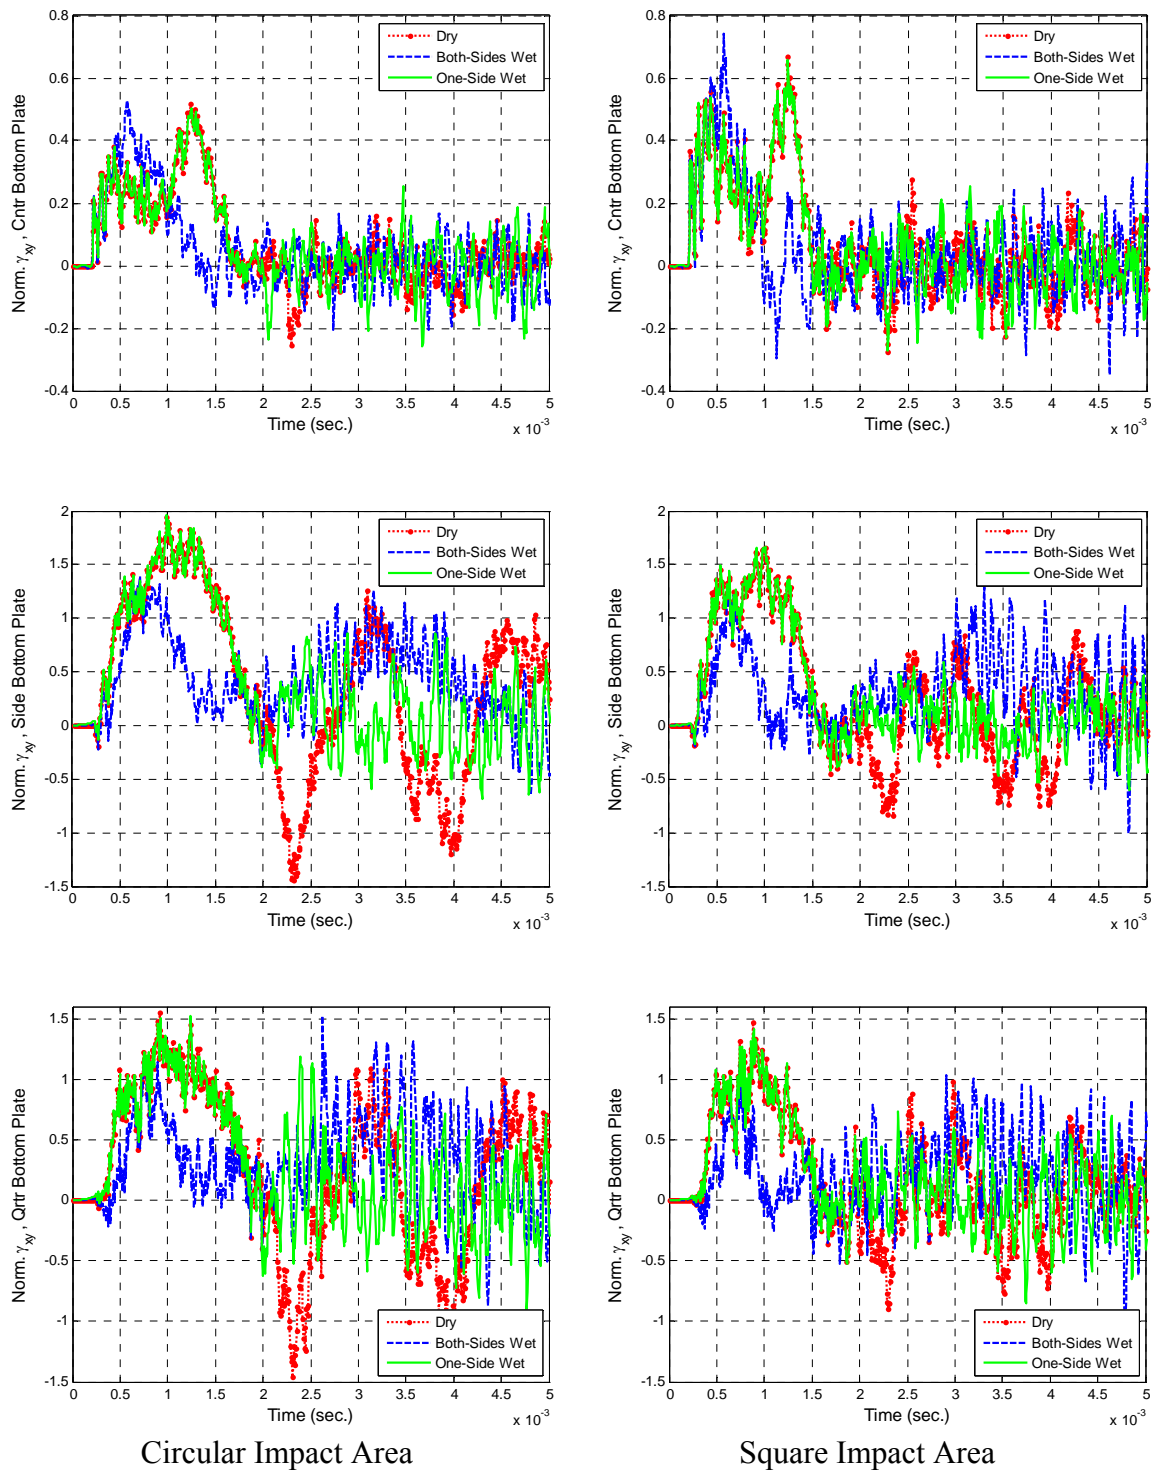 0.8
0.6
0.4
0.2
0
-0.2
-0.4
Norm. γxy, Cntr Bottom Plate
Dry
Both-Sides Wet
One-Side Wet
0 0.5 1 1.5 2 2.5 3 3.5 4 4.5 5
Time (sec.)
x 10-3
0.8
0.6
0.4
0.2
0
-0.2
-0.4
Norm. γxy, Cntr Bottom Plate
Dry
Both-Sides Wet
One-Side Wet
0 0.5 1 1.5 2 2.5 3 3.5 4 4.5 5
Time (sec.)
x 10-3
2
1.5
1
0.5
0
-0.5
-1
-1.5
Norm. γxy, Side Bottom Plate
Dry
Both-Sides Wet
One-Side Wet
0 0.5 1 1.5 2 2.5 3 3.5 4 4.5 5
Time (sec.)
x 10-3
2
1.5
1
0.5
0
-0.5
-1
-1.5
Norm. γxy, Side Bottom Plate
Dry
Both-Sides Wet
One-Side Wet
0 0.5 1 1.5 2 2.5 3 3.5 4 4.5 5
Time (sec.)
x 10-3
1.5
1
0.5
0
-0.5
-1
-1.5
Norm. γxy, Qrtr Bottom Plate
Dry
Both-Sides Wet
One-Side Wet
0 0.5 1 1.5 2 2.5 3 3.5 4 4.5 5
Time (sec.)
x 10-3
1.5
1
0.5
0
-0.5
-1
-1.5
Norm. γxy, Qrtr Bottom Plate
Dry
Both-Sides Wet
One-Side Wet
0 0.5 1 1.5 2 2.5 3 3.5 4 4.5 5
Time (sec.)
x 10-3
Circular Impact Area
Square Impact Area